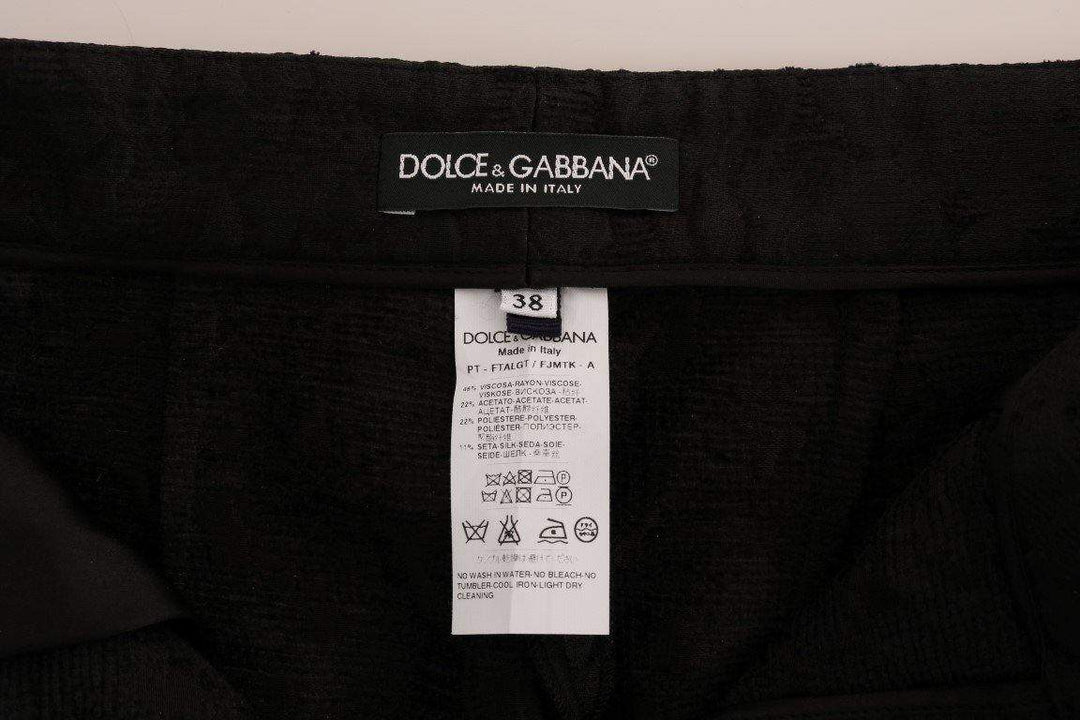 DOLCE & GABBANA®
MADE IN ITALY
38
DOLCE & GABBANA
Made in Italy
PT - FTALGT / FJMTK - A
46% VISCOSA-RAYON-VISCOSE-
VISKOSE-ВИСКОЗА -
22% ACETATO-ACETATE-ACETAT-
АЦЕТАТ-
22% POLIESTERE-POLYESTER-
POLIÉSTER-ПОЛИЭСТЕР-
11% SETA-SILK-SEDA-SOIE-
SEIDE-ШЕЛК -
P
P
NO WASH IN WATER-NO BLEACH-NO
TUMBLER-COOL IRON-LIGHT DRY
CLEANING